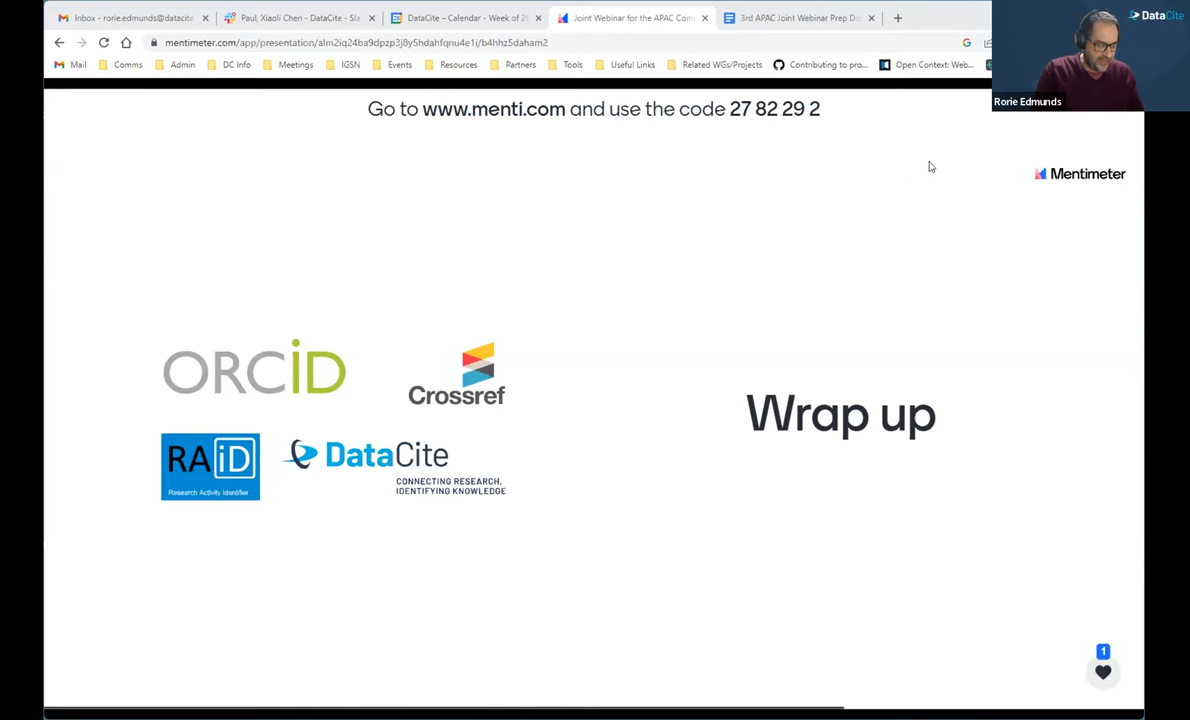 Inbox - rorie.edmunds@datacite
Paul, Xiaoli Chen - DataCite - Sla
DataCite – Calendar - Week of 2
Joint Webinar for the APAC Com
3rd APAC Joint Webinar Prep Do
mentimeter.com/app/presentation/alm2iq24ba9dpzp3j8y5hdahfqnu4e1i/b4hhz5daham2
Mail
Comms
Admin
DC Info
Meetings
IGSN
Events
Resources
Partners
Tools
Useful Links
Related WGs/Projects
Contributing to pro...
Open Context: Web...
DataCite
Rorie Edmunds
Go to www.menti.com and use the code 27 82 29 2
Mentimeter
ORCiD
Crossref
RAiD
Research Activity Identifier
DataCite
CONNECTING RESEARCH,
IDENTIFYING KNOWLEDGE
Wrap up
1